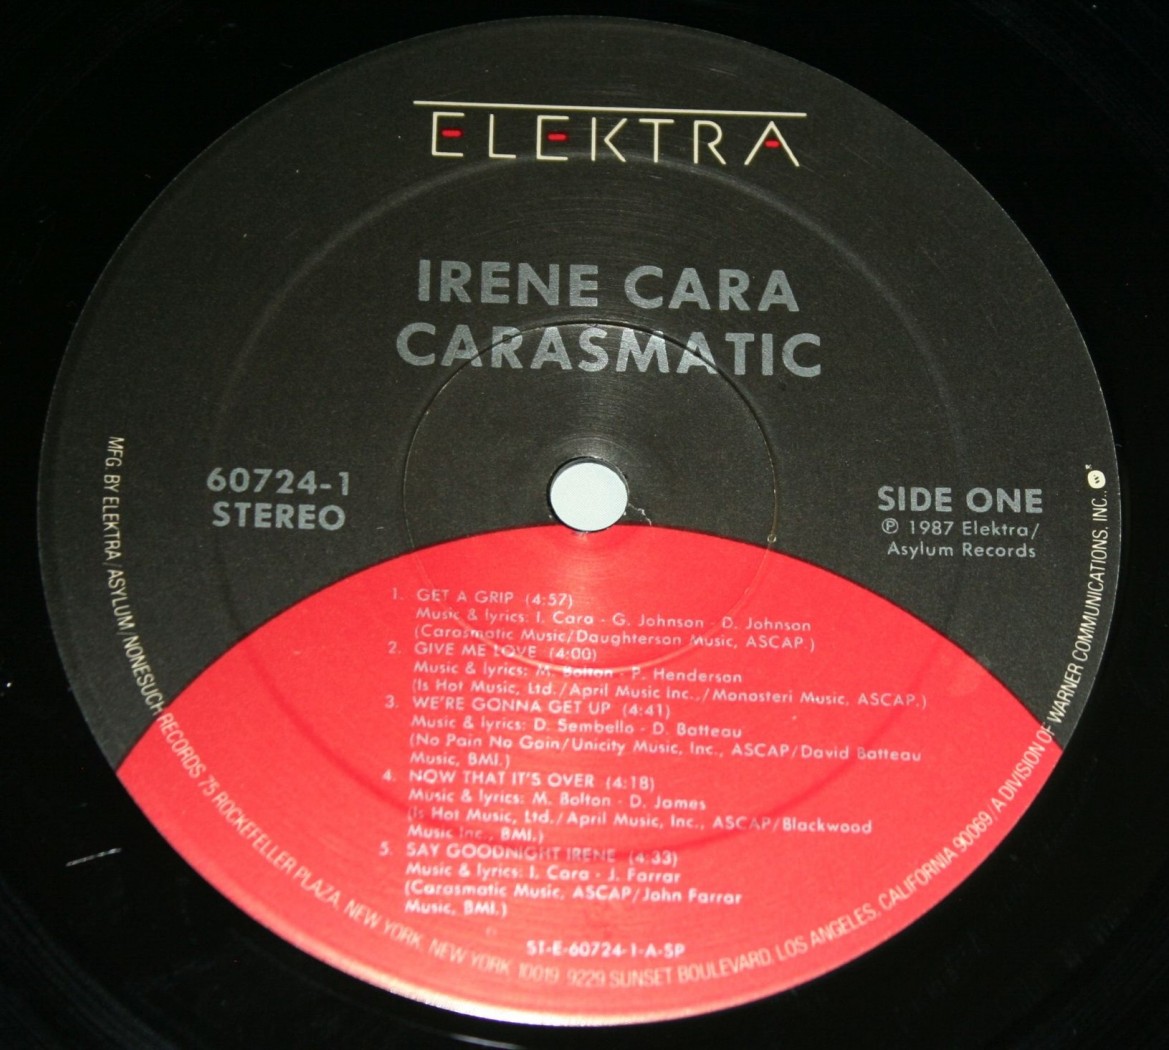 ELEKTRA
IRENE CARA
CARASMATIC
60724-1
STEREO
SIDE ONE
℗ 1987 Elektra/
Asylum Records
1. GET A GRIP (4:57)
Music & lyrics: I. Cara - G. Johnson - D. Johnson
(Carasmatic Music/Daughterson Music, ASCAP.)
2. GIVE ME LOVE (4:00)
Music & lyrics: M. Bolton - P. Henderson
(Is Hot Music, Ltd./April Music Inc../Monasteri Music, ASCAP.)
3. WE'RE GONNA GET UP (4:41)
Music & lyrics: D. Sembello - D. Batteau
(No Pain No Gain/Unicity Music, Inc., ASCAP/David Batteau
Music, BMI.)
4. NOW THAT IT'S OVER (4:18)
Music & lyrics: M. Bolton - D. James
(Is Hot Music, Ltd./April Music, Inc., ASCAP/Blackwood
Music Inc., BMI.)
5. SAY GOODNIGHT IRENE (4:33)
Music & lyrics: I. Cara - J. Farrar
(Carasmatic Music, ASCAP/John Farrar
Music, BMI.)
ST-E-60724-1-A-SP
MFG. BY ELEKTRA/ASYLUM/NONESUCH RECORDS 75 ROCKEFELLER PLAZA, NEW YORK, NEW YORK 10019 9229 SUNSET BOULEVARD, LOS ANGELES, CALIFORNIA 90069/A DIVISION OF WARNER COMMUNICATIONS, INC.,